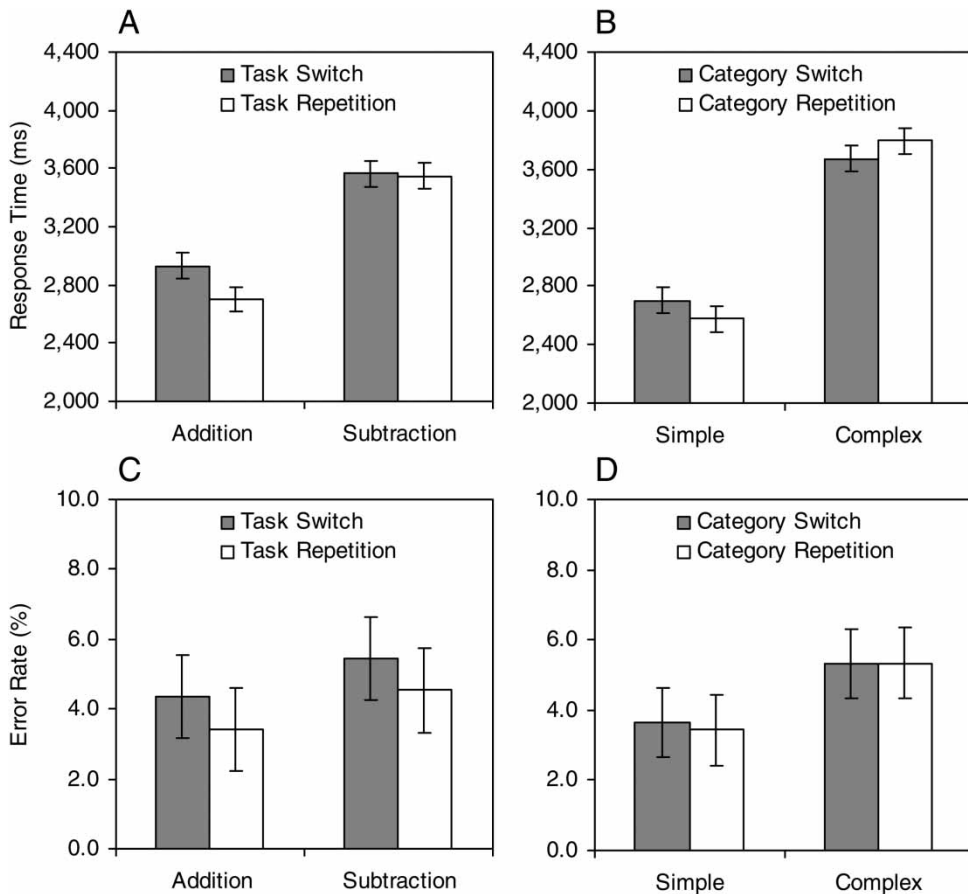 A
4,400
4,000
3,600
3,200
2,800
2,400
2,000
Response Time (ms)
Task Switch
Task Repetition
Addition Subtraction
B
4,400
4,000
3,600
3,200
2,800
2,400
2,000
Category Switch
Category Repetition
Simple Complex
C
10.0
8.0
6.0
4.0
2.0
0.0
Error Rate (%)
Task Switch
Task Repetition
Addition Subtraction
D
10.0
8.0
6.0
4.0
2.0
0.0
Category Switch
Category Repetition
Simple Complex